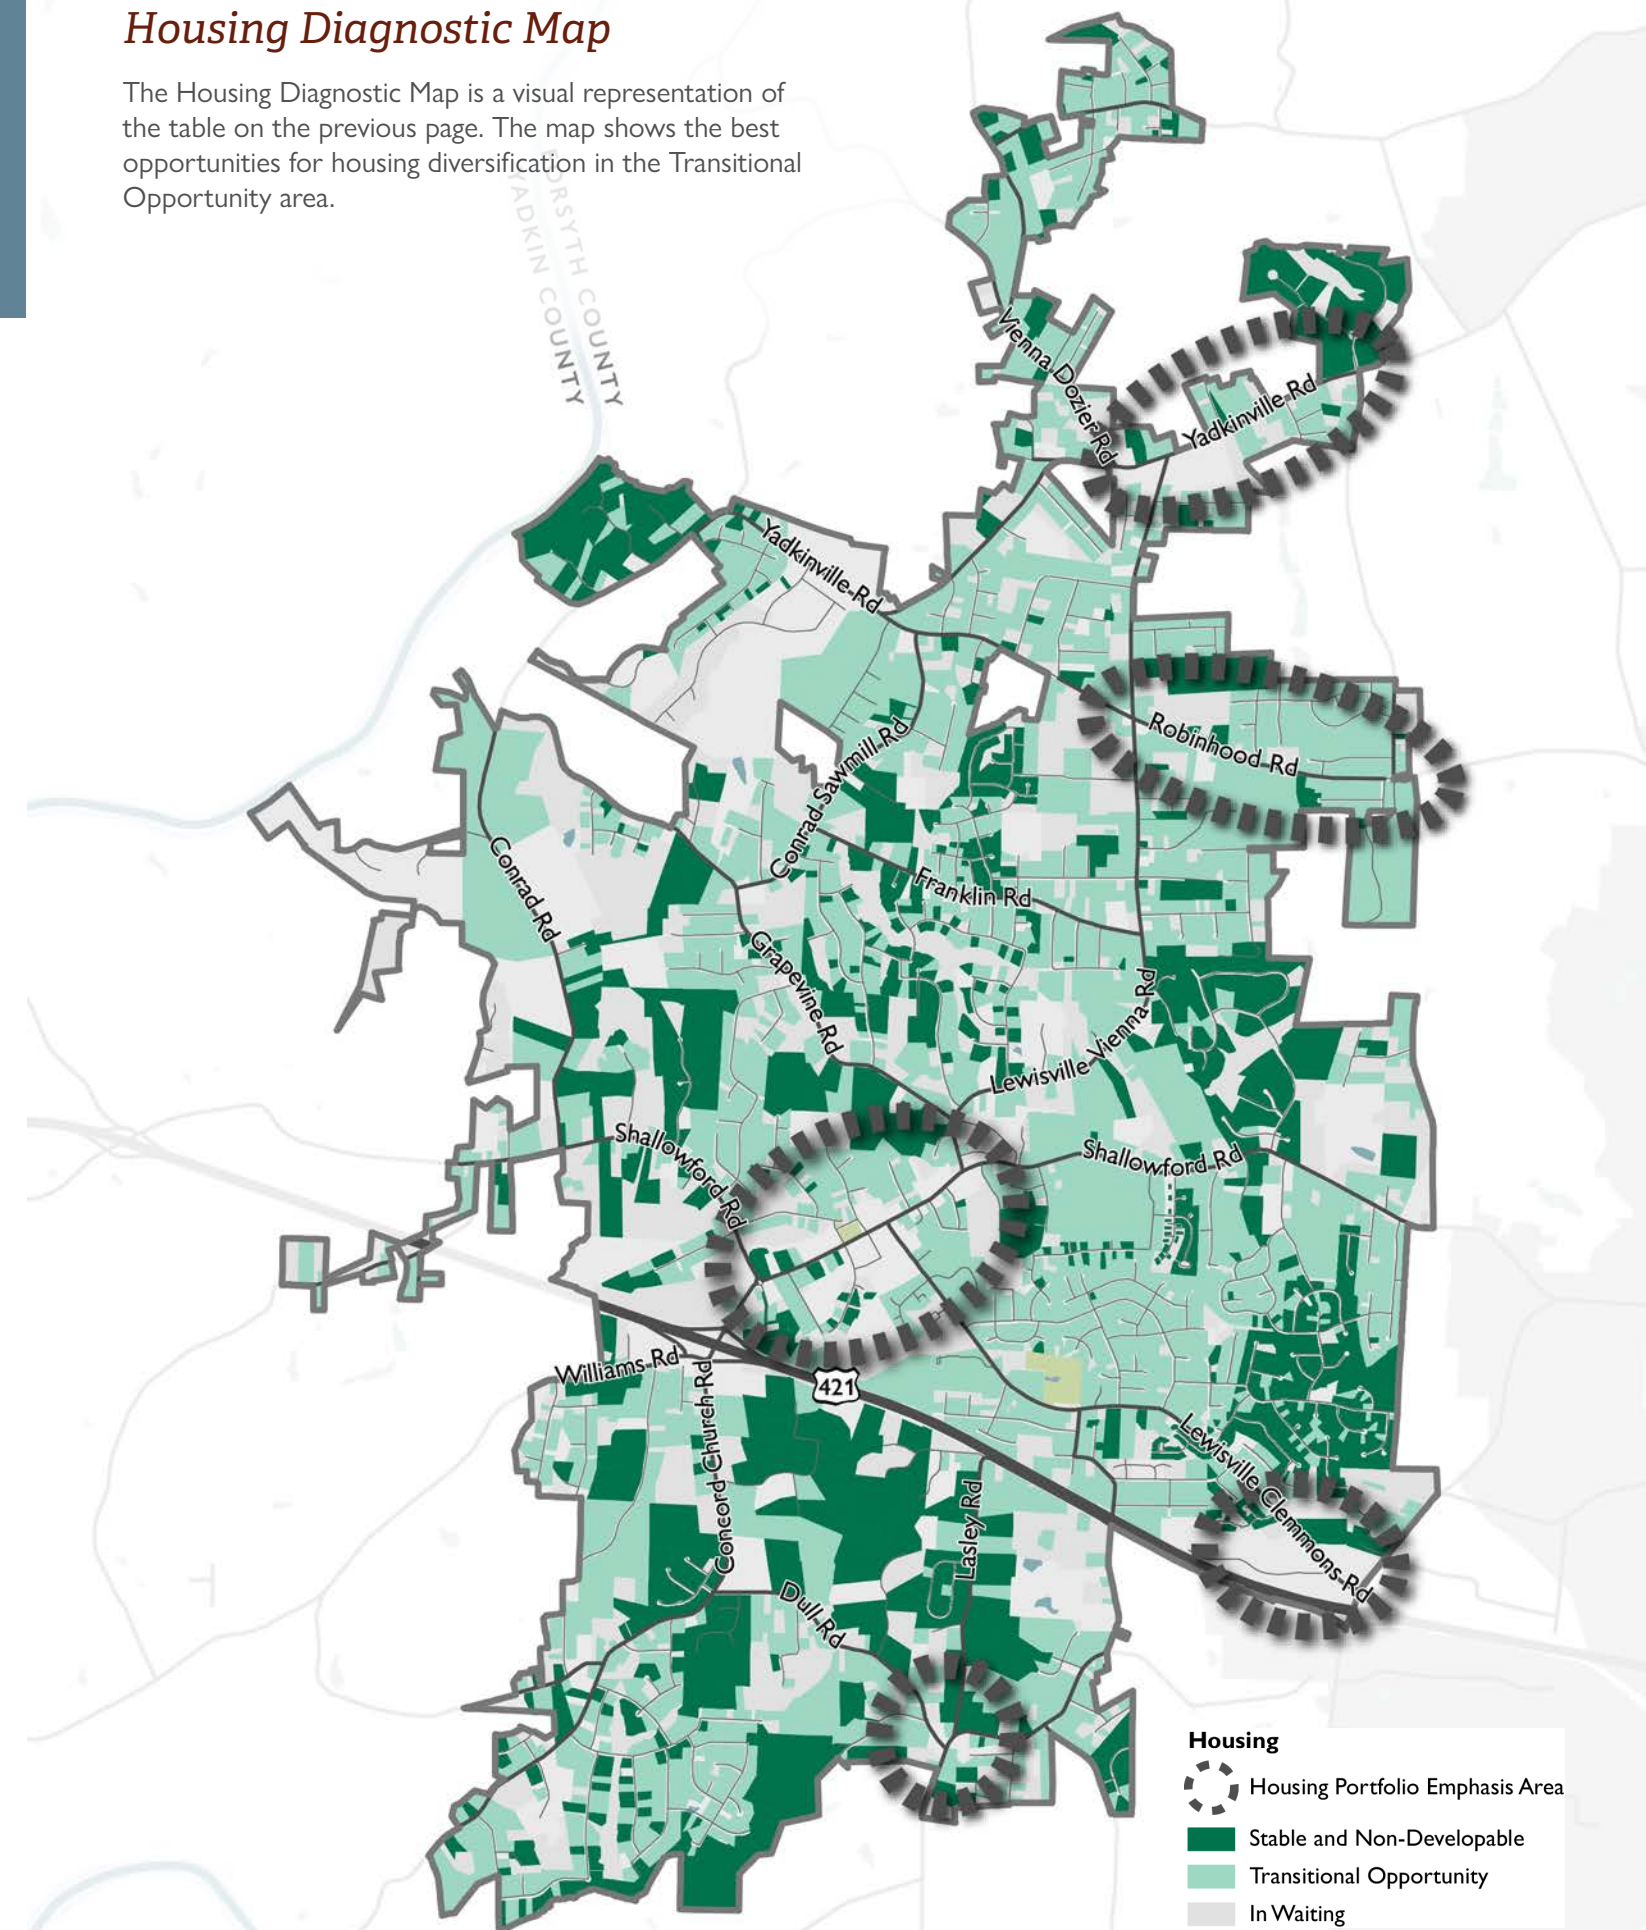 Housing Diagnostic Map
The Housing Diagnostic Map is a visual representation of
the table on the previous page. The map shows the best
opportunities for housing diversification in the Transitional
Opportunity area.
YADKIN COUNTY
FORSYTH COUNTY
Vienna Dozier Rd
Yadkinville Rd
Yadkinville Rd
Robinhood Rd
Conrad Sawmill Rd
Conrad Rd
Franklin Rd
Grapevine Rd
Lewisville Vienna Rd
Shallowford Rd
Shallowford Rd
Williams Rd
421
Concord Church Rd
Lewisville Clemmons Rd
Lasley Rd
Dull Rd
Housing
Housing Portfolio Emphasis Area
Stable and Non-Developable
Transitional Opportunity
In Waiting